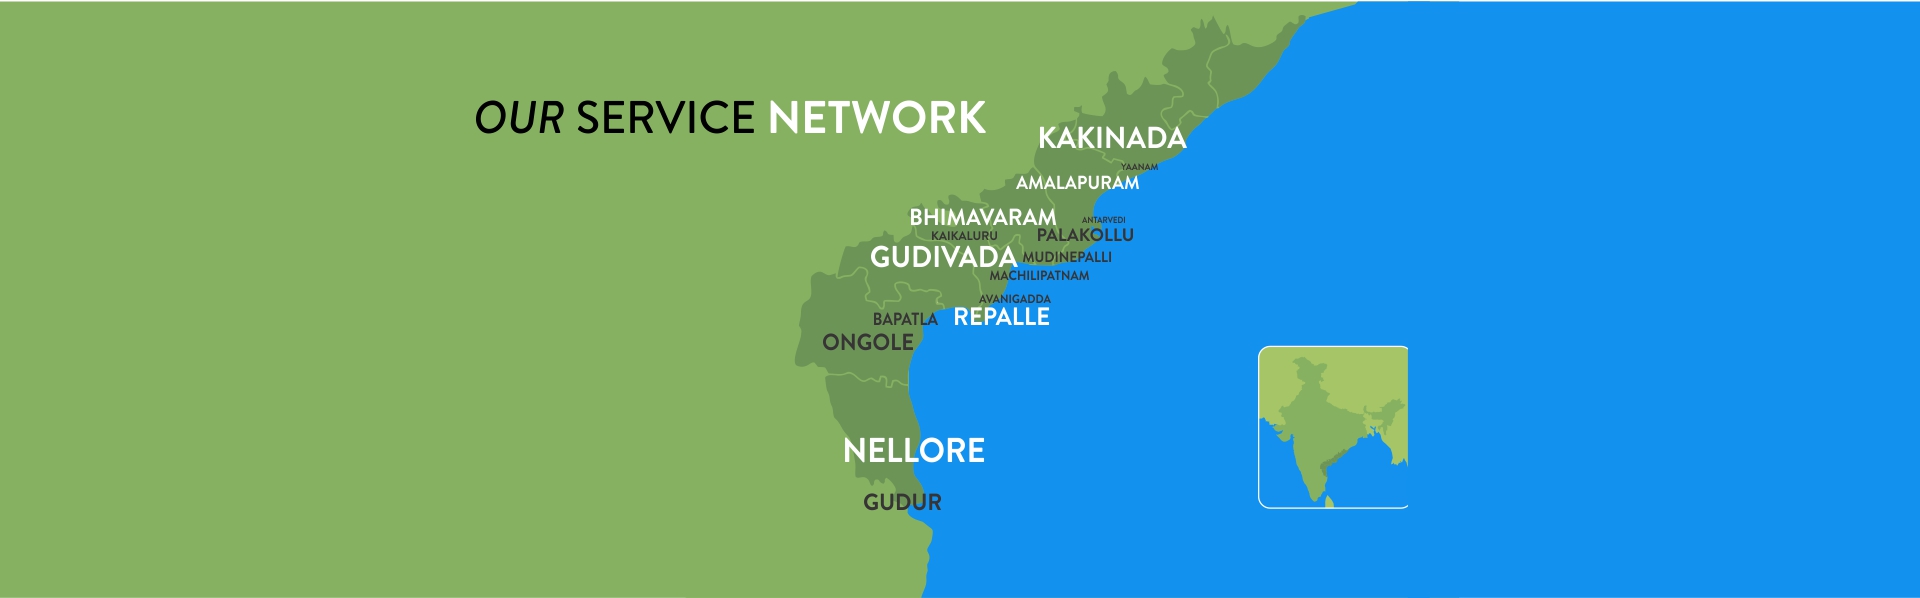 OUR SERVICE NETWORK
KAKINADA
YAANAM
AMALAPURAM
BHIMAVARAM
ANTARVEDI
KAIKALURU
PALAKOLLU
GUDIVADA
MUDINEPALLI
MACHILIPATNAM
AVANIGADDA
BAPATLA
REPALLE
ONGOLE
NELLORE
GUDUR